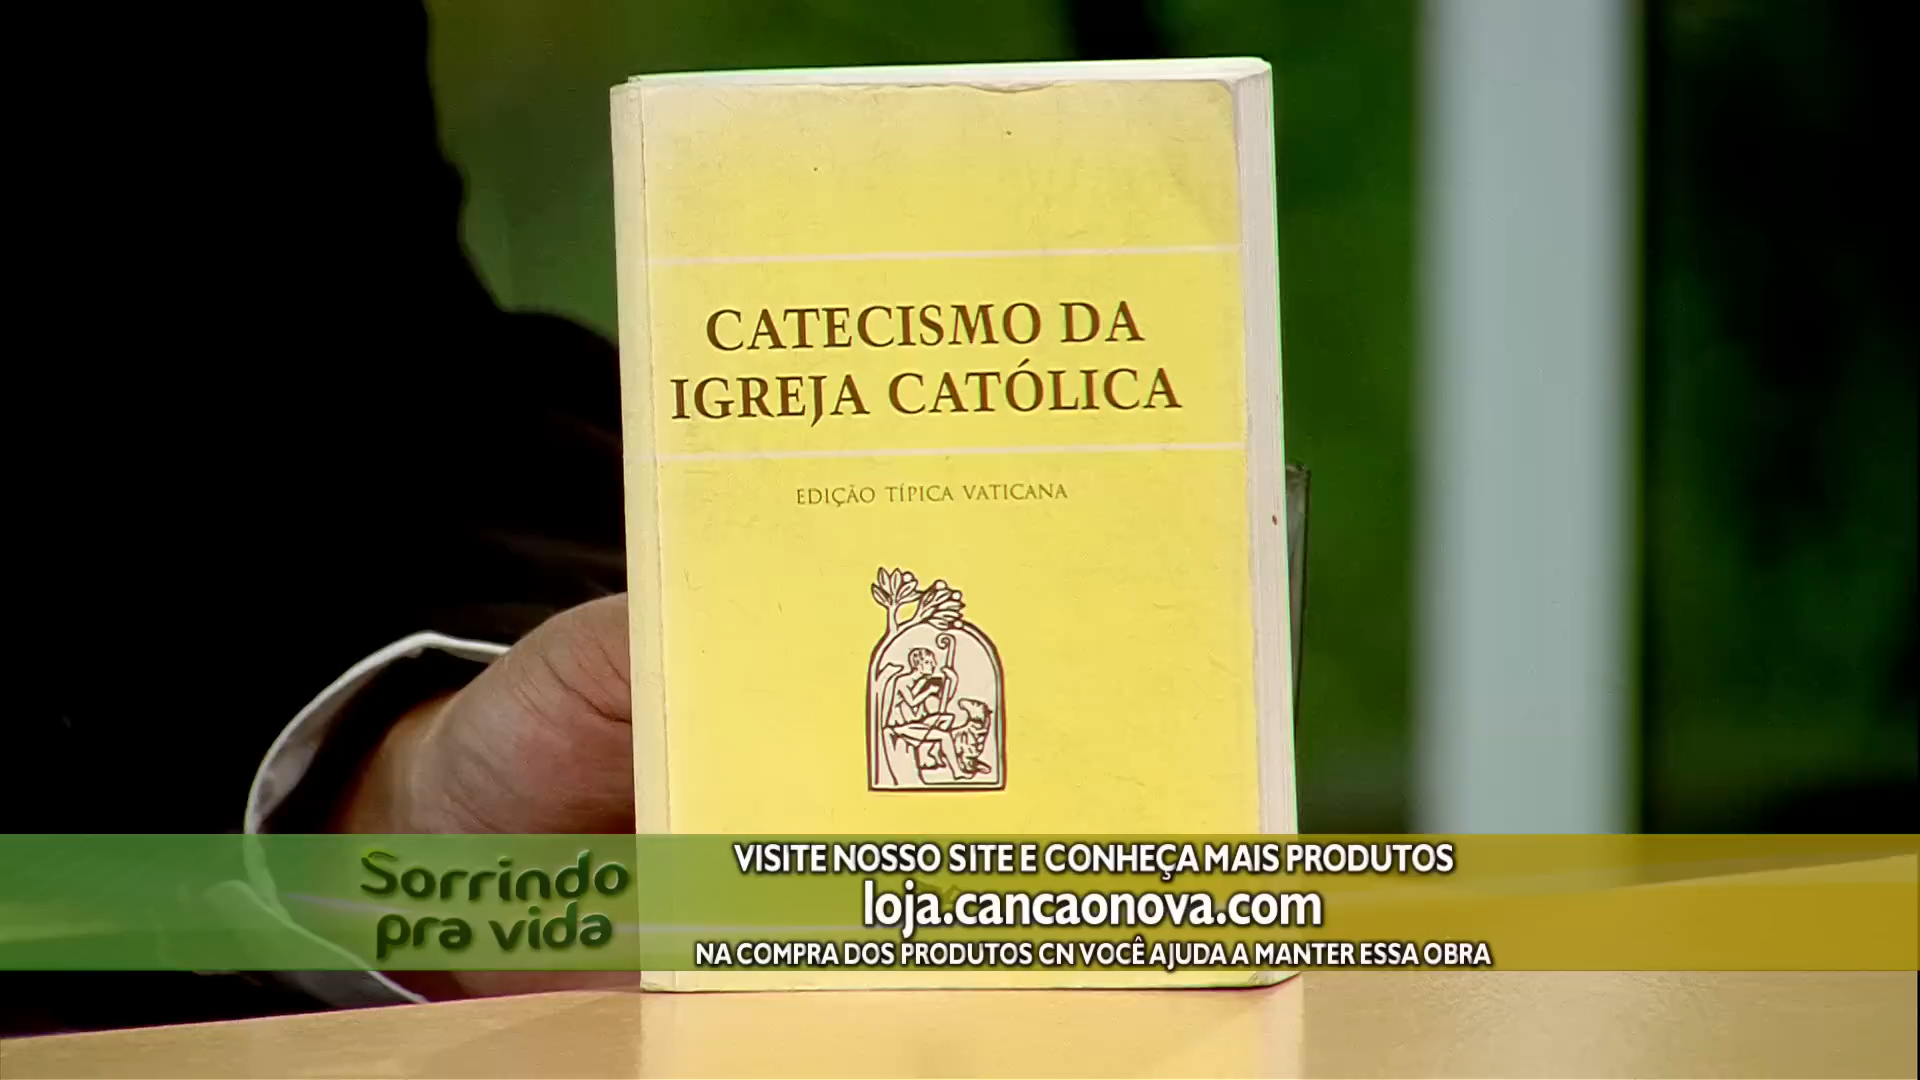 CATECISMO DA
IGREJA CATÓLICA
EDIÇÃO TÍPICA VATICANA
Sorrindo
pra vida
VISITE NOSSO SITE E CONHEÇA MAIS PRODUTOS
loja.cancaonova.com
NA COMPRA DOS PRODUTOS CN VOCÊ AJUDA A MANTER ESSA OBRA